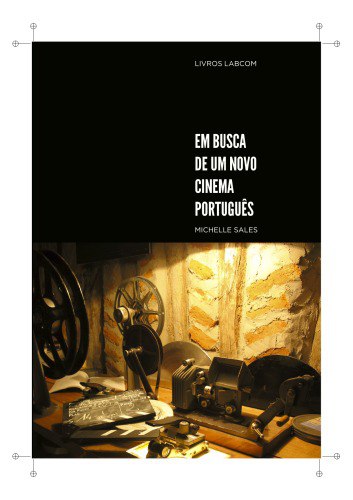 LIVROS LABCOM
EM BUSCA
DE UM NOVO
CINEMA
PORTUGUÊS
MICHELLE SALES